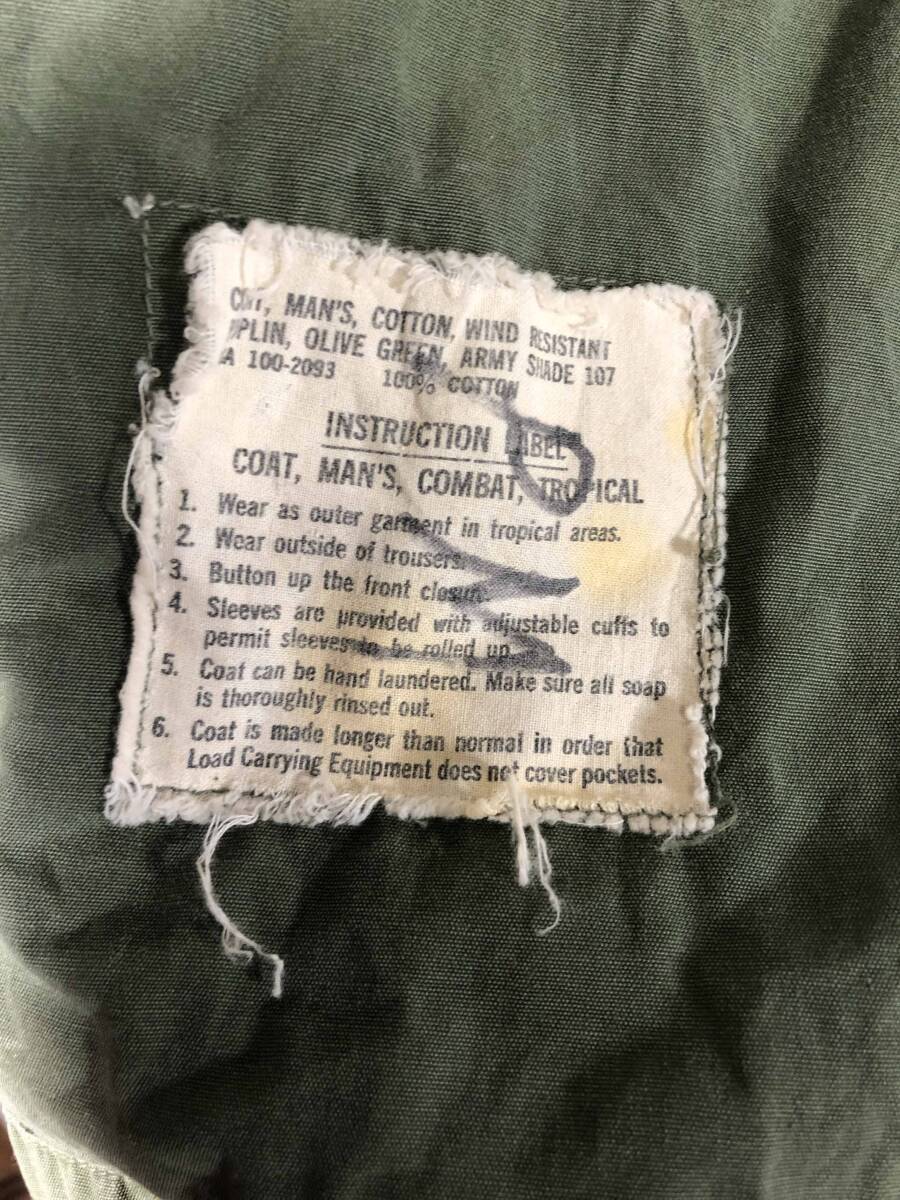 COAT, MAN'S, COTTON, WIND RESISTANT
OPLIN, OLIVE GREEN, ARMY SHADE 107
A 100-2093 100% COTTON
INSTRUCTION LABEL
COAT, MAN'S, COMBAT, TROPICAL
1. Wear as outer garment in tropical areas.
2. Wear outside of trousers.
3. Button up the front closure.
4. Sleeves are provided with adjustable cuffs to
permit sleeves to be rolled up.
5. Coat can be hand laundered. Make sure all soap
is thoroughly rinsed out.
6. Coat is made longer than normal in order that
Load Carrying Equipment does not cover pockets.